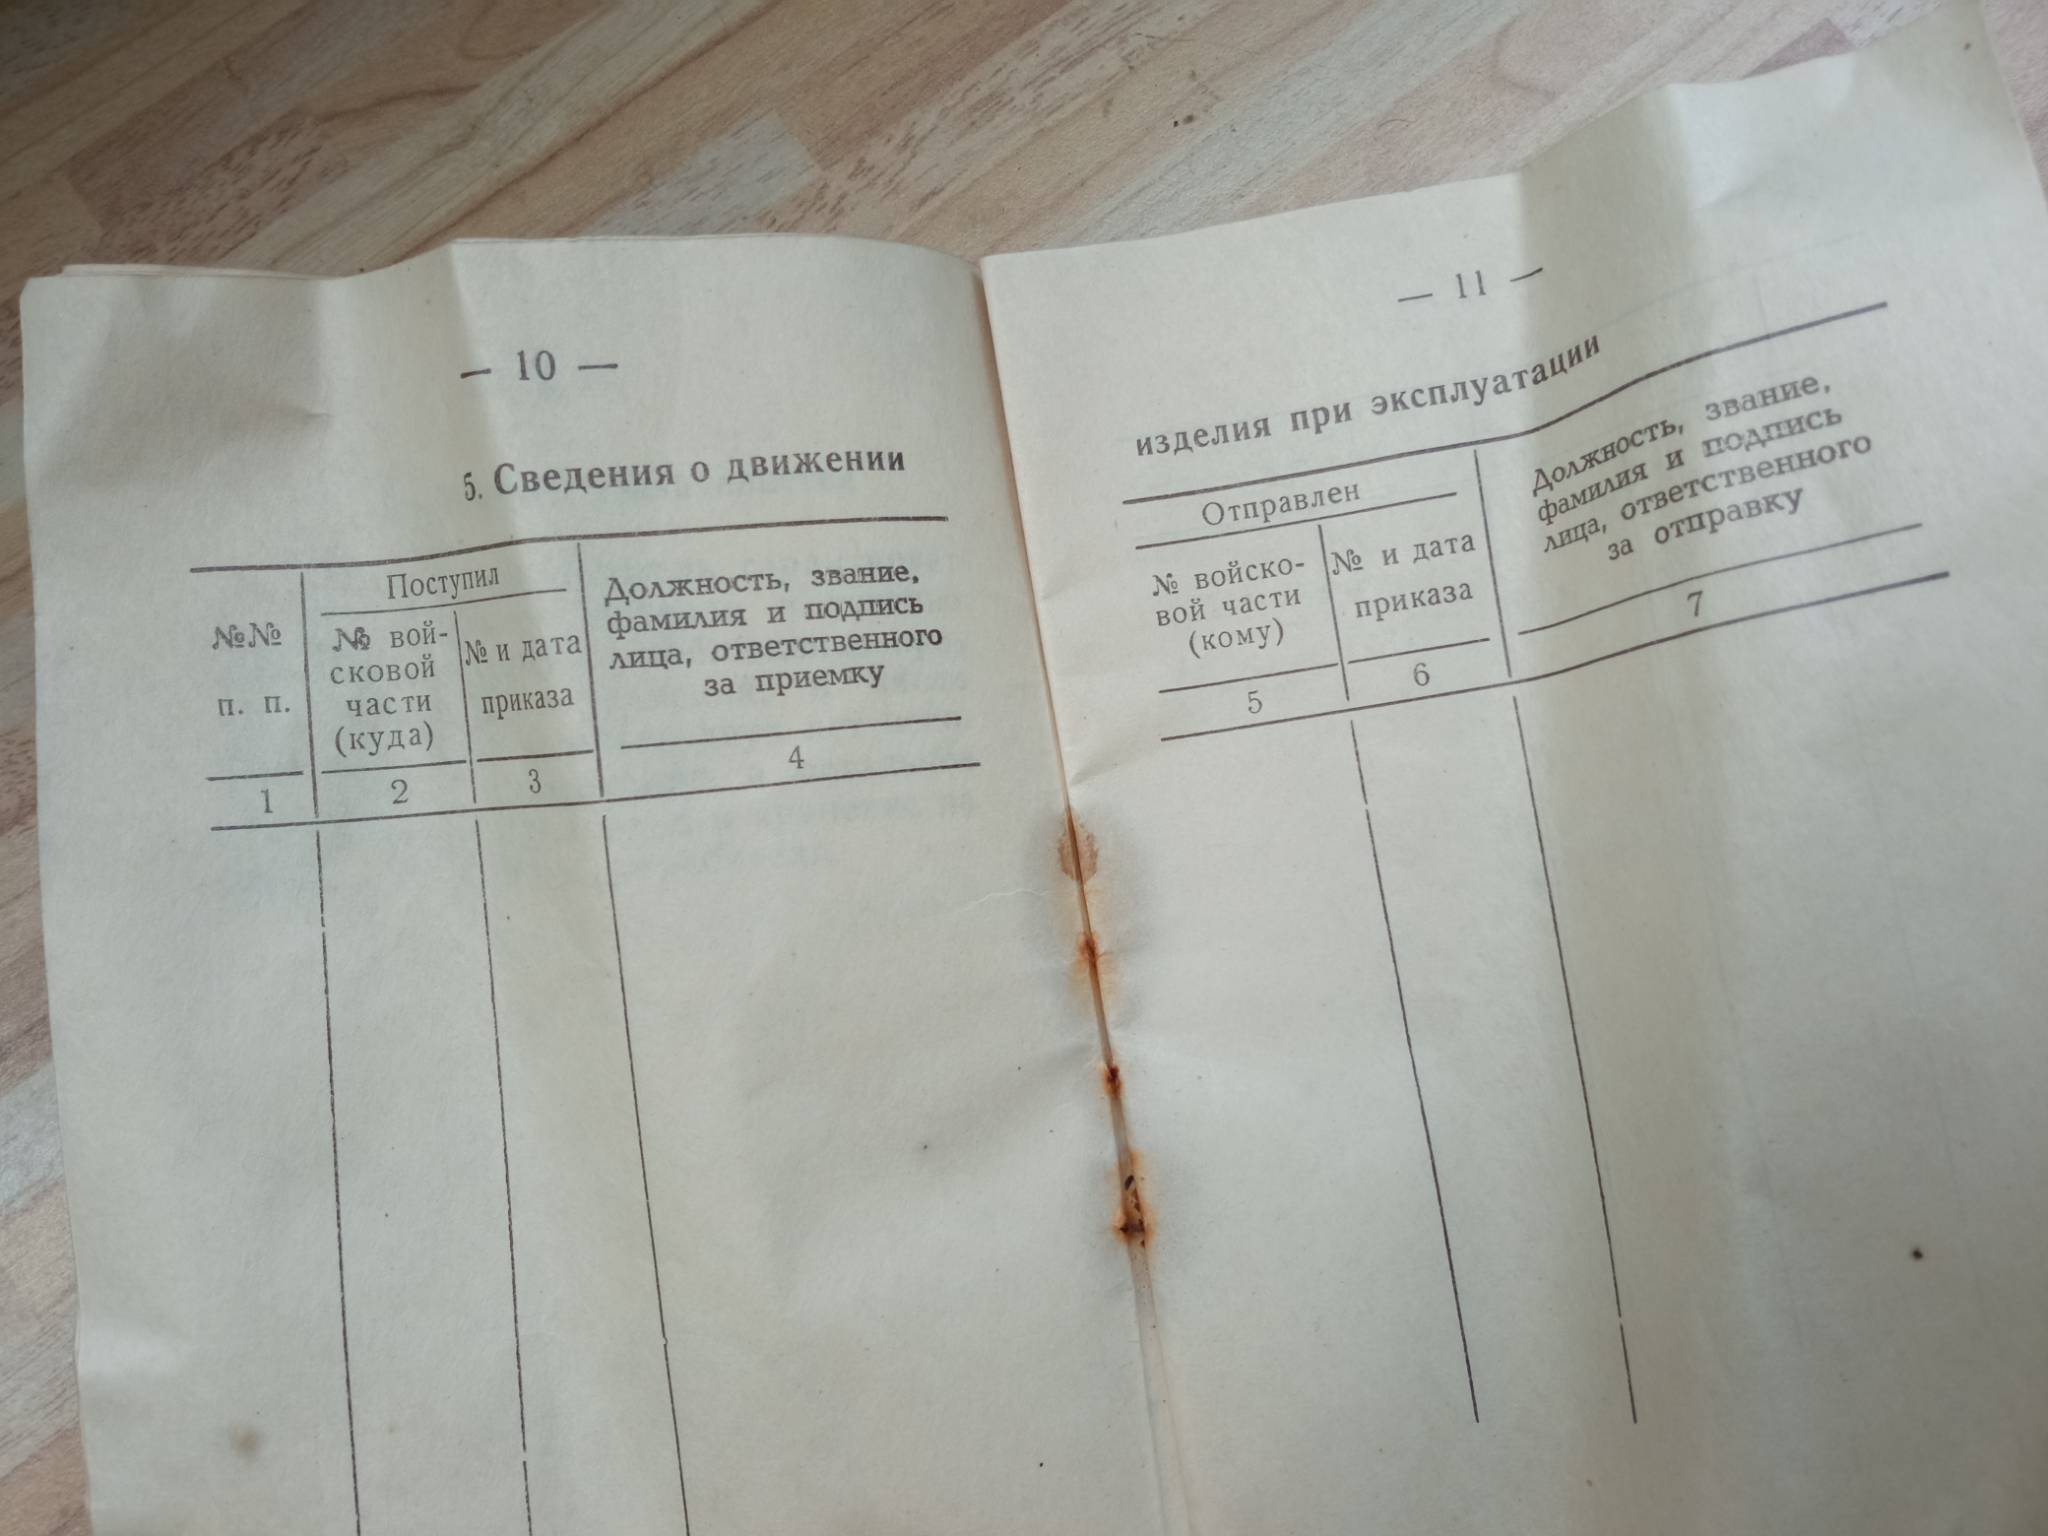 — 10 —
5. Сведения о движении
№№
п. п.
Поступил
№ вой-
сковой
части
(куда)
№ и дата
приказа
Должность, звание,
фамилия и подпись
лица, ответственного
за приемку
1
2
3
4
— 11 —
изделия при эксплуатации
Отправлен
№ войско-
вой части
(кому)
№ и дата
приказа
Должность, звание,
фамилия и подпись
лица, ответственного
за отправку
5
6
7